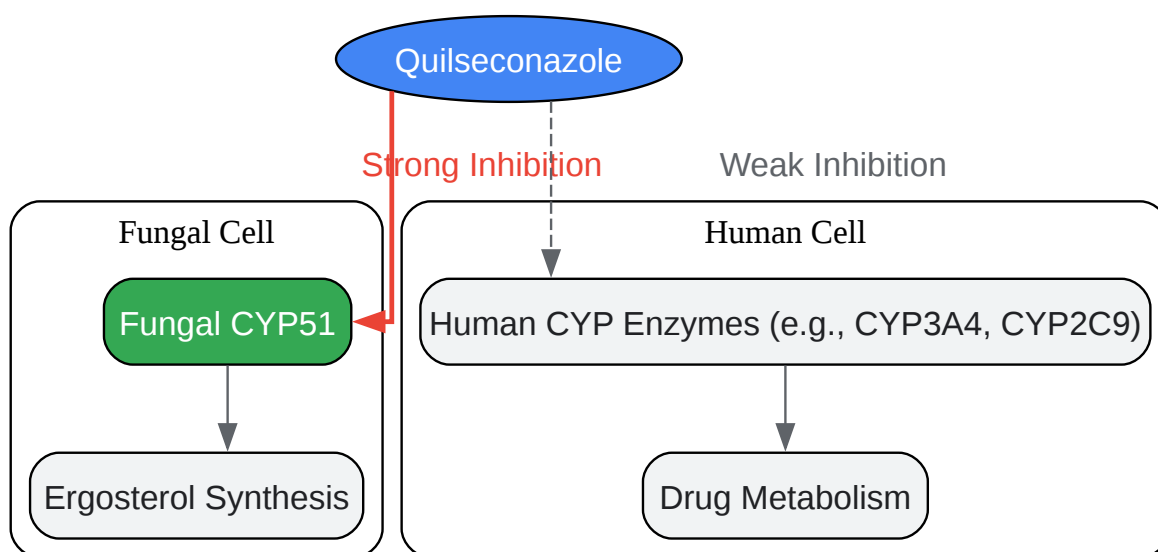 Quilseconazole
Strong Inhibition
Weak Inhibition
Fungal Cell
Human Cell
Fungal CYP51
Human CYP Enzymes (e.g., CYP3A4, CYP2C9)
Ergosterol Synthesis
Drug Metabolism